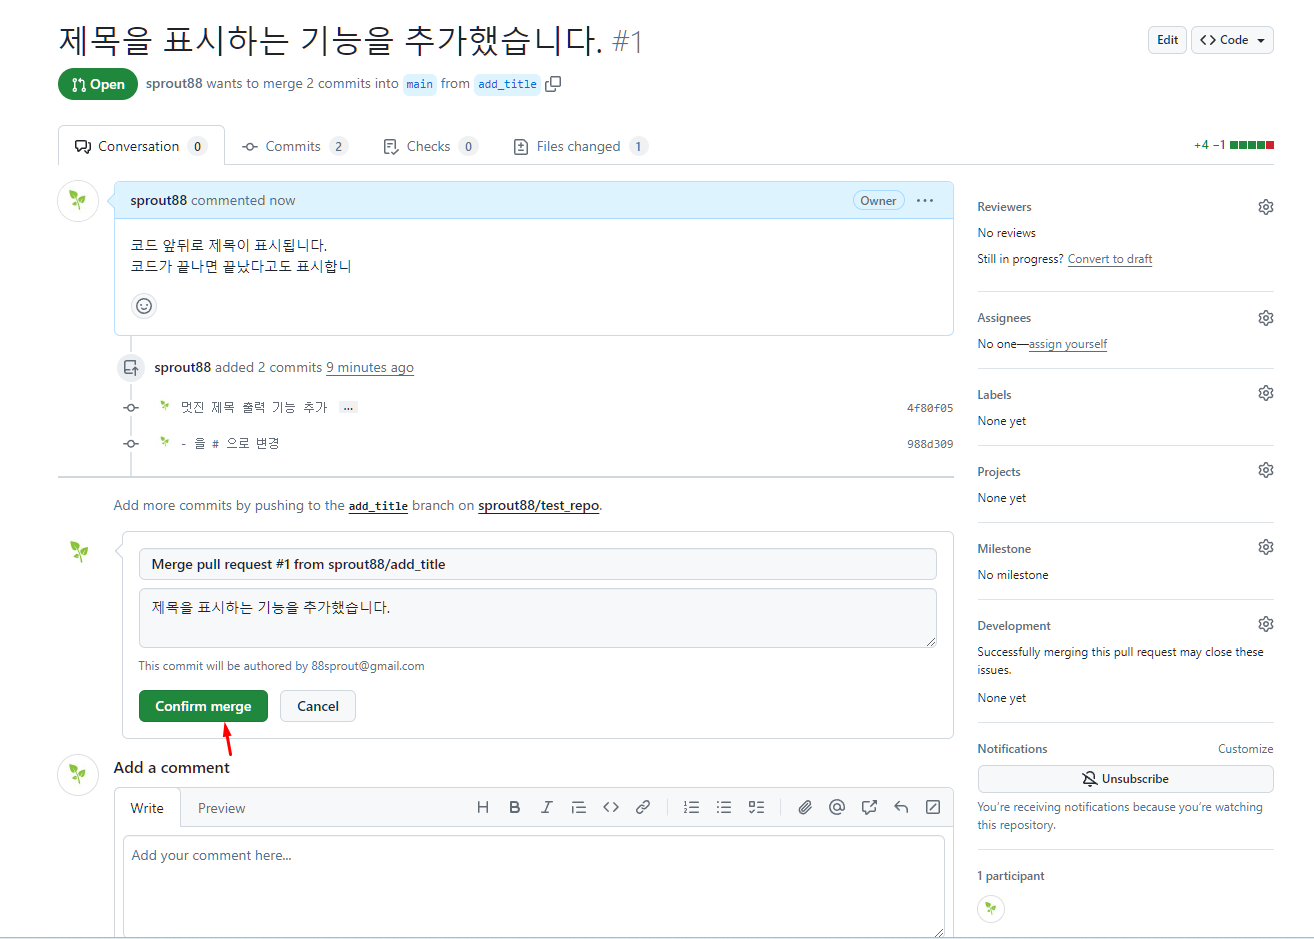 제목을 표시하는 기능을 추가했습니다. #1
Edit
Code
Open
sprout88 wants to merge 2 commits into main from add_title
Conversation 0
Commits 2
Checks 0
Files changed 1
+4 −1
sprout88 commented now
Owner
코드 앞뒤로 제목이 표시됩니다.
코드가 끝나면 끝났다고도 표시합니
sprout88 added 2 commits 9 minutes ago
멋진 제목 출력 기능 추가 ...
4f80f05
- 을 # 으로 변경
988d309
Add more commits by pushing to the add_title branch on sprout88/test_repo.
Merge pull request #1 from sprout88/add_title
제목을 표시하는 기능을 추가했습니다.
This commit will be authored by 88sprout@gmail.com
Confirm merge
Cancel
Add a comment
Write
Preview
Add your comment here...
Reviewers
No reviews
Still in progress? Convert to draft
Assignees
No one—assign yourself
Labels
None yet
Projects
None yet
Milestone
No milestone
Development
Successfully merging this pull request may close these
issues.
None yet
Notifications
Customize
Unsubscribe
You're receiving notifications because you're watching
this repository.
1 participant